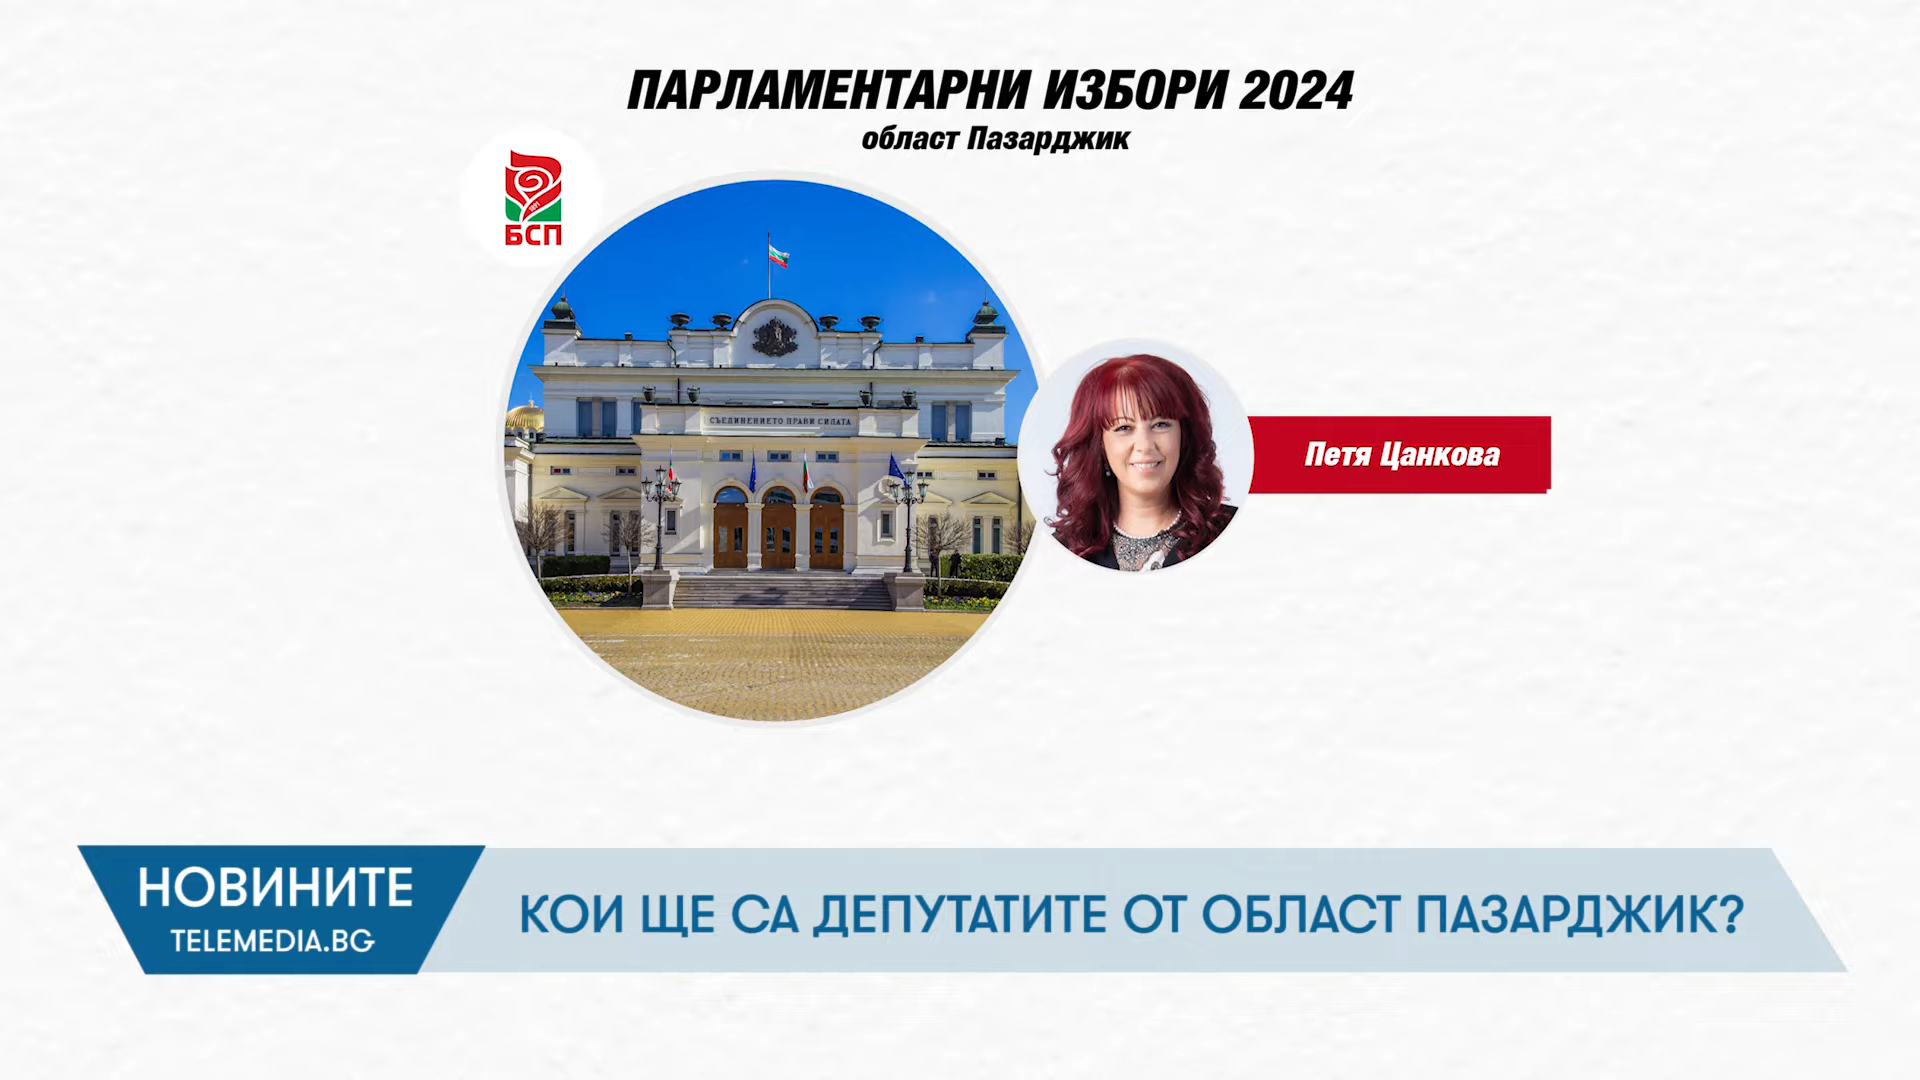 ПАРЛАМЕНТАРНИ ИЗБОРИ 2024
област Пазарджик
1891
БСП
СЪЕДИНЕНИЕТО ПРАВИ СИЛАТА
Петя Цанкова
НОВИНИТЕ
TELEMEDIA.BG
КОИ ЩЕ СА ДЕПУТАТИТЕ ОТ ОБЛАСТ ПАЗАРДЖИК?